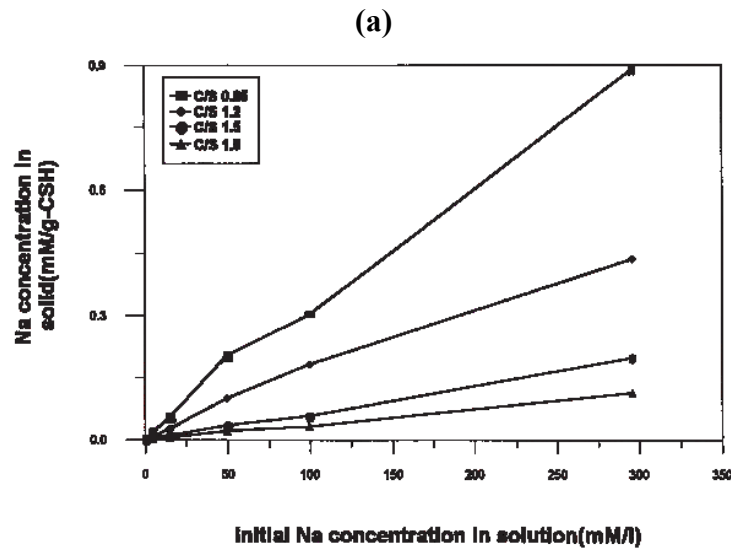 (a)
0.9
0.6
0.3
0.0
C/S 0.85
C/S 1.2
C/S 1.5
C/S 1.8
0 50 100 150 200 250 300 350
Na concentration in
solid(mM/g-CSH)
Initial Na concentration in solution(mM/l)